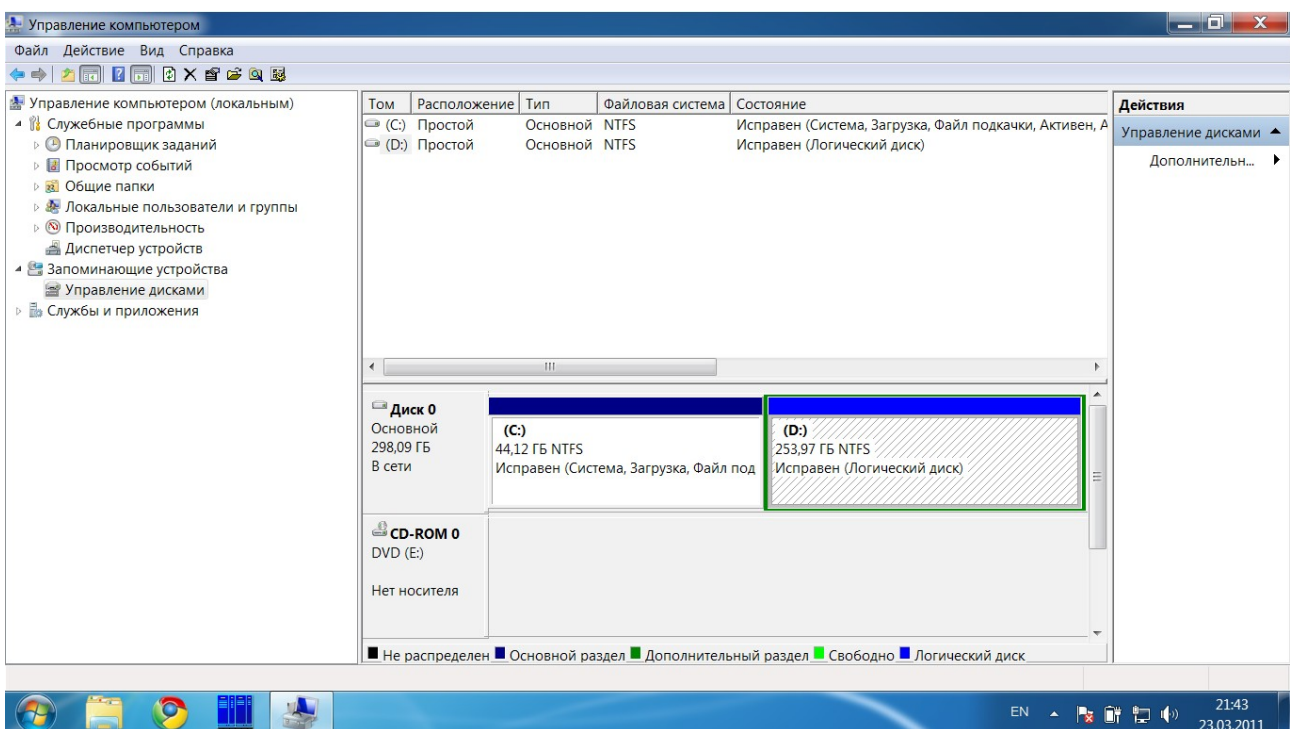 Управление компьютером
Файл Действие Вид Справка
Управление компьютером (локальным)
Служебные программы
Планировщик заданий
Просмотр событий
Общие папки
Локальные пользователи и группы
Производительность
Диспетчер устройств
Запоминающие устройства
Управление дисками
Службы и приложения
Том Расположение Тип Файловая система Состояние
(C:) Простой Основной NTFS Исправен (Система, Загрузка, Файл подкачки, Активен, А
(D:) Простой Основной NTFS Исправен (Логический диск)
Диск 0
Основной
298,09 ГБ
В сети
(C:)
44,12 ГБ NTFS
Исправен (Система, Загрузка, Файл под
(D:)
253,97 ГБ NTFS
Исправен (Логический диск)
CD-ROM 0
DVD (E:)
Нет носителя
Не распределен Основной раздел Дополнительный раздел Свободно Логический диск
Действия
Управление дисками
Дополнительн...
EN
21:43
23.03.2011